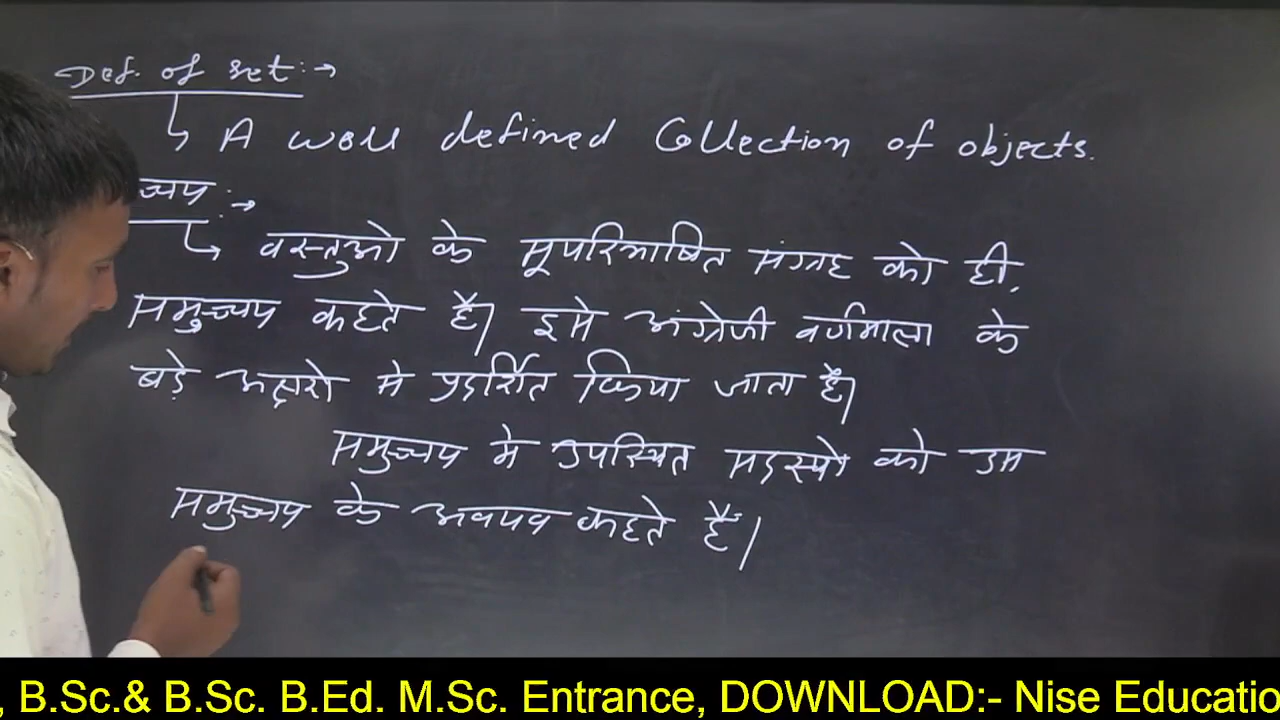 Def. of set:→
↳ A well defined Collection of objects.
च्चय :→
↳ वस्तुओ के सूपरिभाषित संग्रह को ही,
समुच्चय कहते हैं। इसे अंग्रेजी वर्णमाला के
बड़े अक्षरो से प्रदर्शित किया जाता है।
समुच्चय मे उपस्थित सदस्यो को उस
समुच्चय के अवयव कहते हैं।
, B.Sc.& B.Sc. B.Ed. M.Sc. Entrance, DOWNLOAD:- Nise Educatio